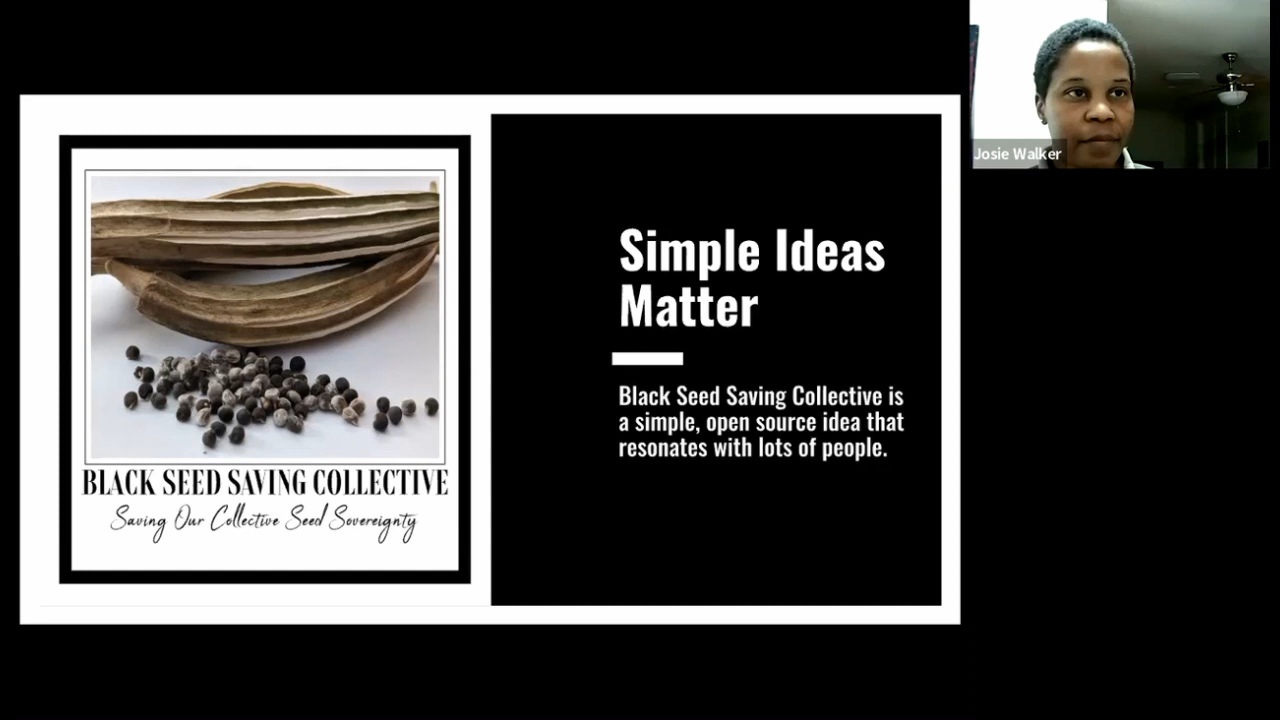 Josie Walker
BLACK SEED SAVING COLLECTIVE
Saving Our Collective Seed Sovereignty
Simple Ideas
Matter
Black Seed Saving Collective is
a simple, open source idea that
resonates with lots of people.